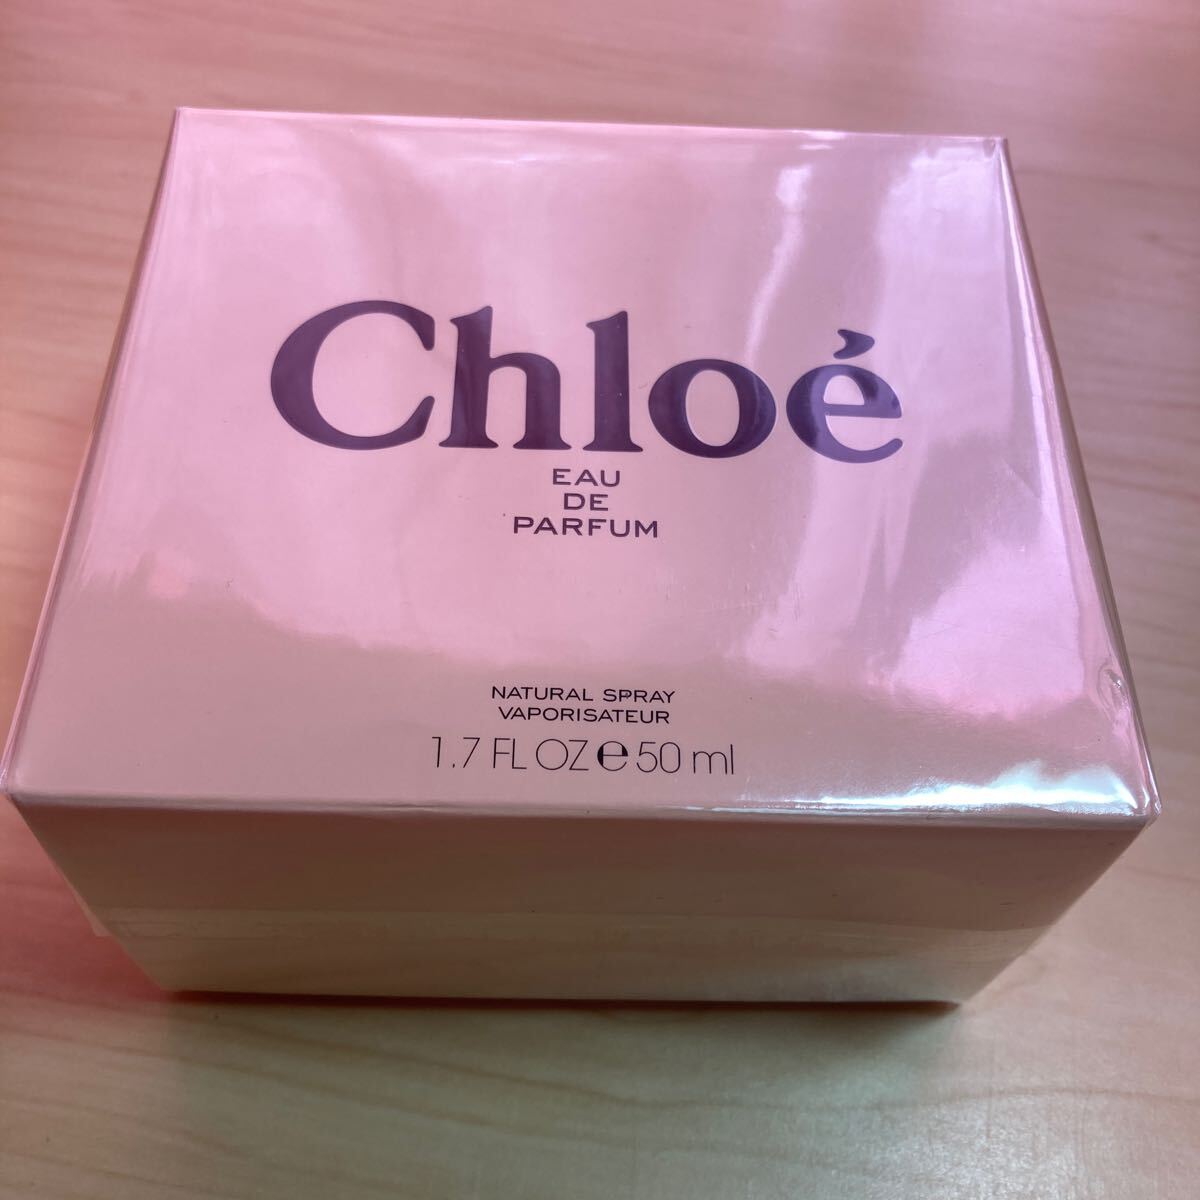 Chloé
EAU
DE
PARFUM
NATURAL SPRAY
VAPORISATEUR
1.7 FL OZ ℮ 50 ml